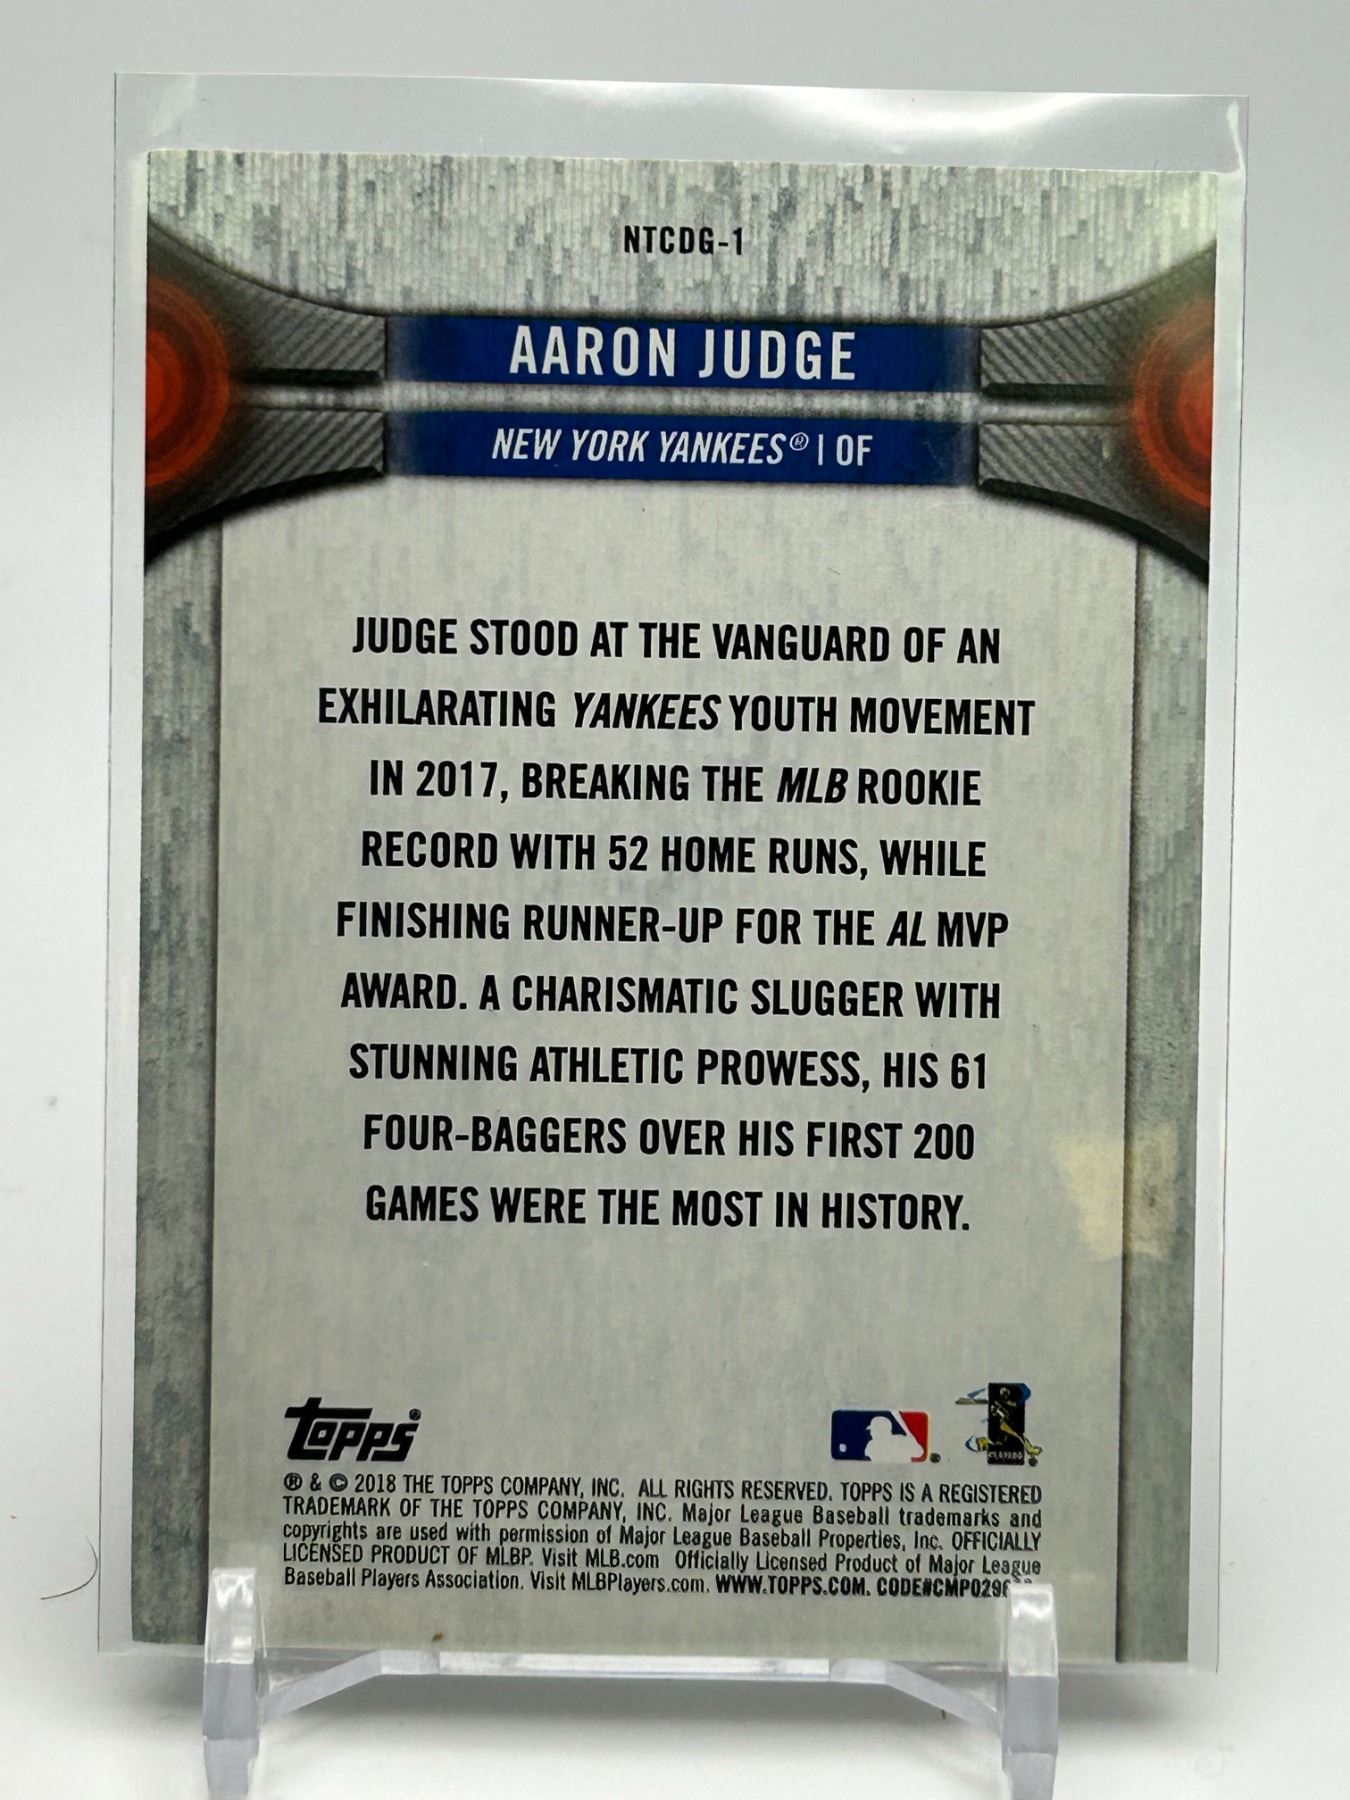 NTCDG-1
AARON JUDGE
NEW YORK YANKEES® | OF
JUDGE STOOD AT THE VANGUARD OF AN
EXHILARATING YANKEES YOUTH MOVEMENT
IN 2017, BREAKING THE MLB ROOKIE
RECORD WITH 52 HOME RUNS, WHILE
FINISHING RUNNER-UP FOR THE AL MVP
AWARD. A CHARISMATIC SLUGGER WITH
STUNNING ATHLETIC PROWESS, HIS 61
FOUR-BAGGERS OVER HIS FIRST 200
GAMES WERE THE MOST IN HISTORY.
topps®
® & © 2018 THE TOPPS COMPANY, INC. ALL RIGHTS RESERVED. TOPPS IS A REGISTERED
TRADEMARK OF THE TOPPS COMPANY, INC. Major League Baseball trademarks and
copyrights are used with permission of Major League Baseball Properties, Inc. OFFICIALLY
LICENSED PRODUCT OF MLBP. Visit MLB.com Officially Licensed Product of Major League
Baseball Players Association. Visit MLBPlayers.com. WWW.TOPPS.COM.